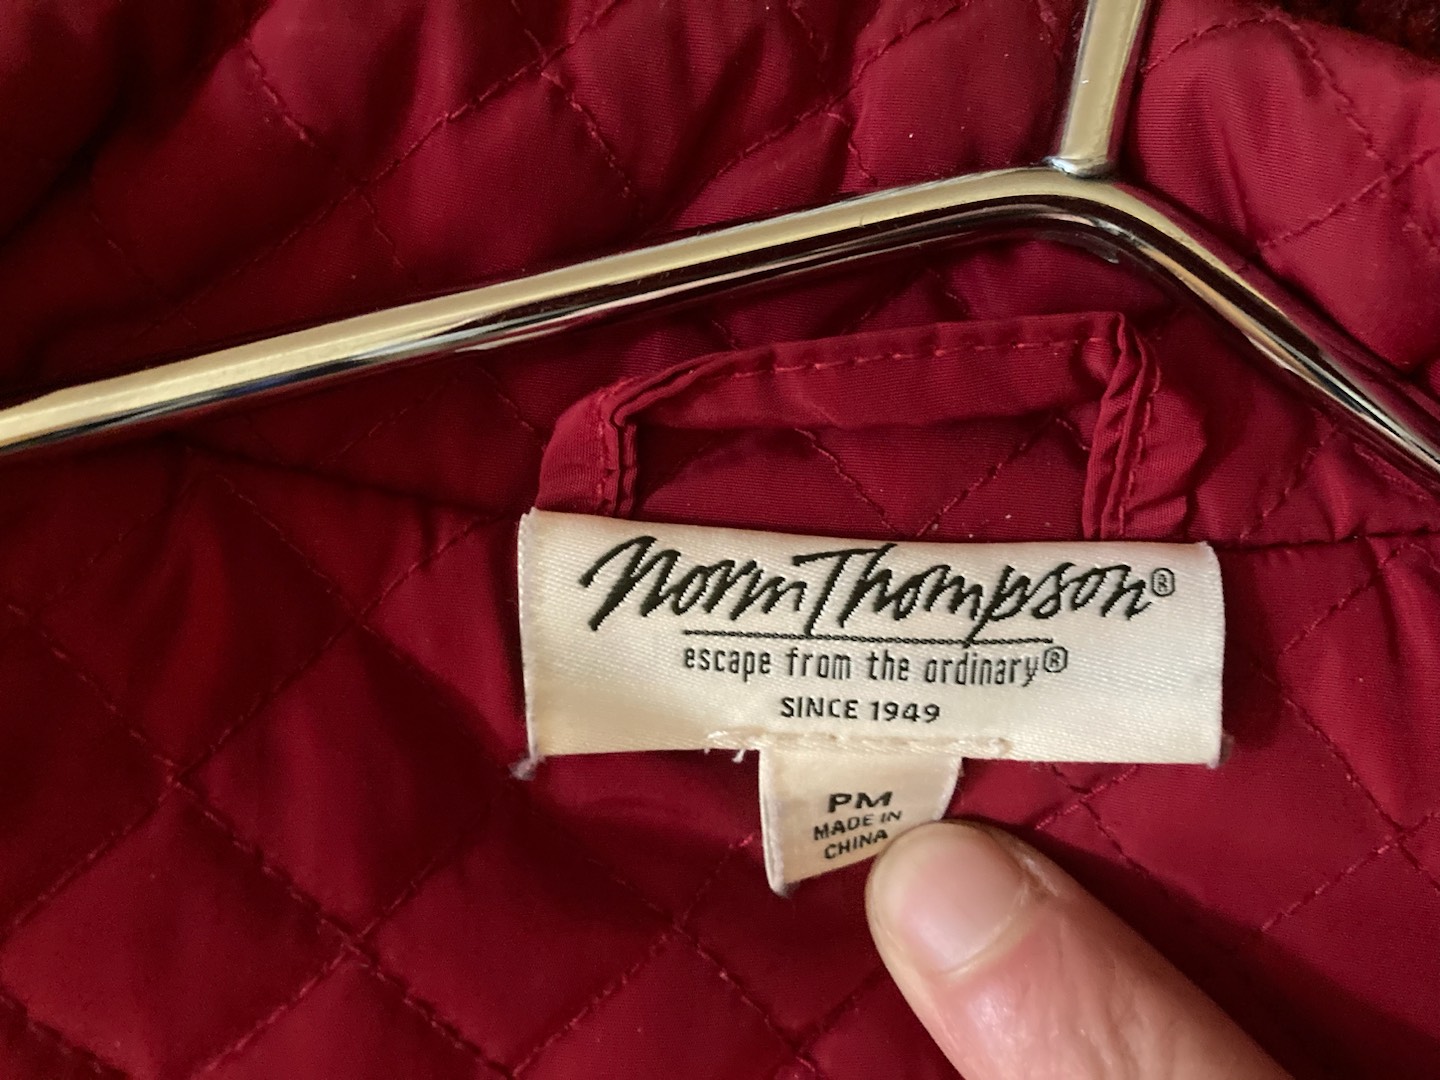 Norm Thompson®
escape from the ordinary®
SINCE 1949
PM
MADE IN
CHINA